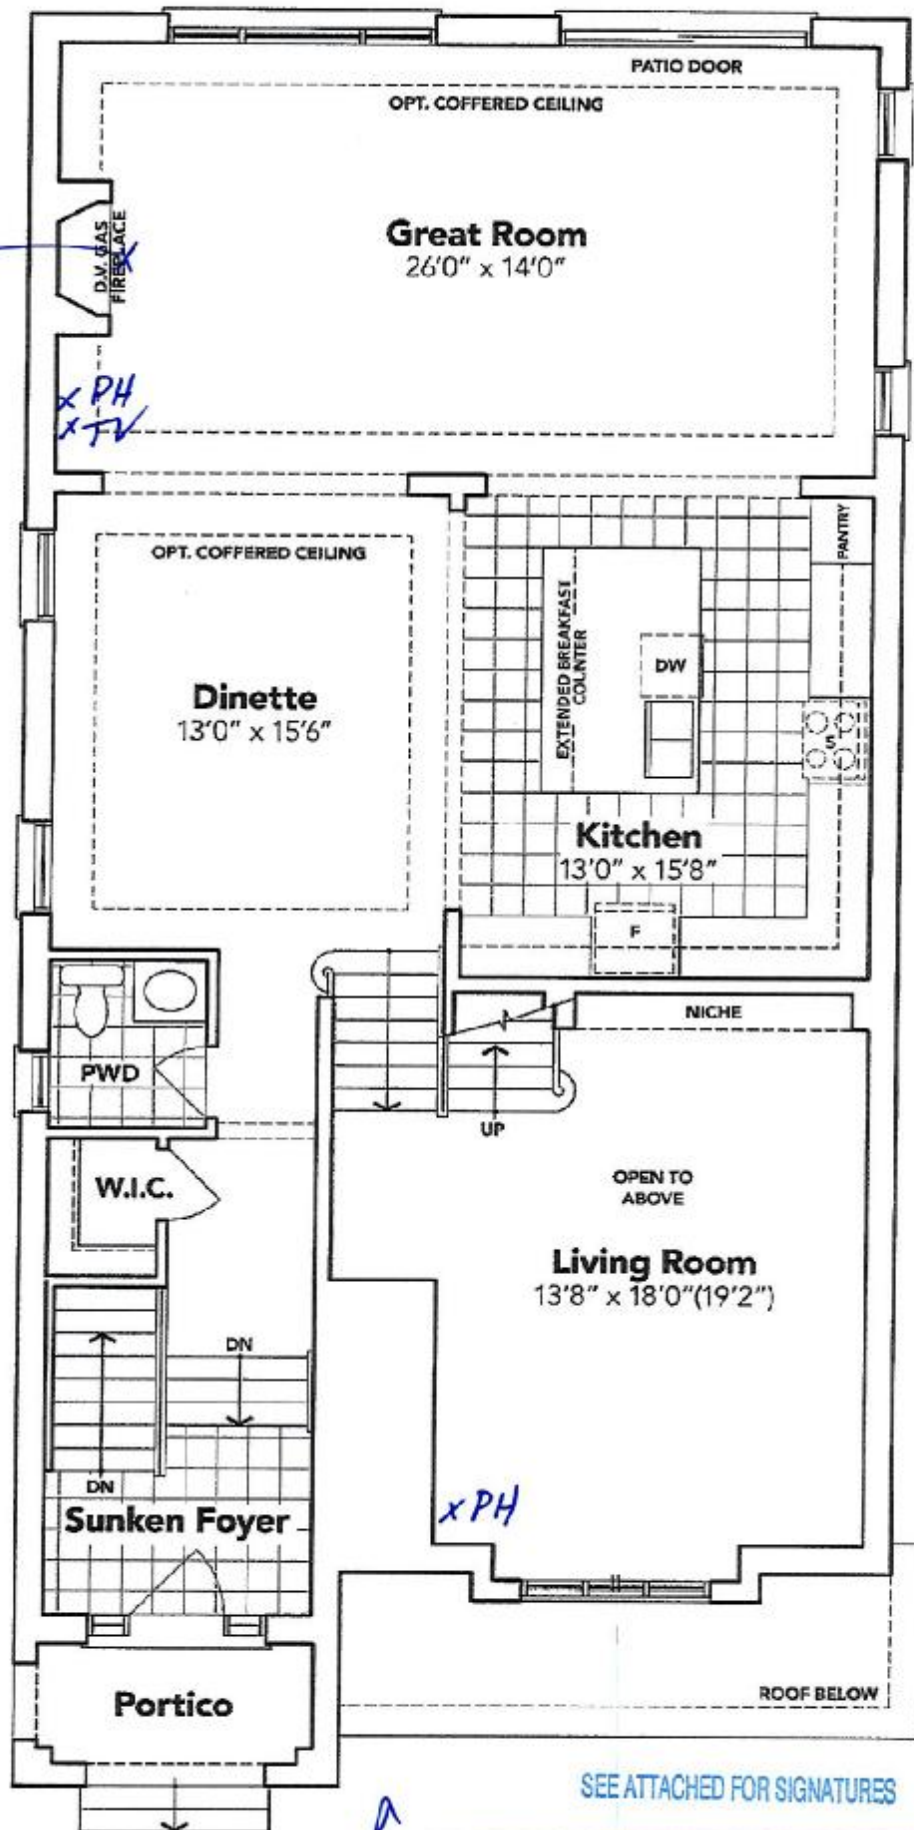 PATIO DOOR
OPT. COFFERED CEILING
Great Room
26'0" x 14'0"
D.V. GAS
FIREPLACE
x
x PH
x TV
OPT. COFFERED CEILING
Dinette
13'0" x 15'6"
PANTRY
EXTENDED BREAKFAST
COUNTER
DW
S
Kitchen
13'0" x 15'8"
F
NICHE
PWD
UP
W.I.C.
OPEN TO
ABOVE
Living Room
13'8" x 18'0"(19'2")
DN
DN
x PH
Sunken Foyer
Portico
ROOF BELOW
SEE ATTACHED FOR SIGNATURES